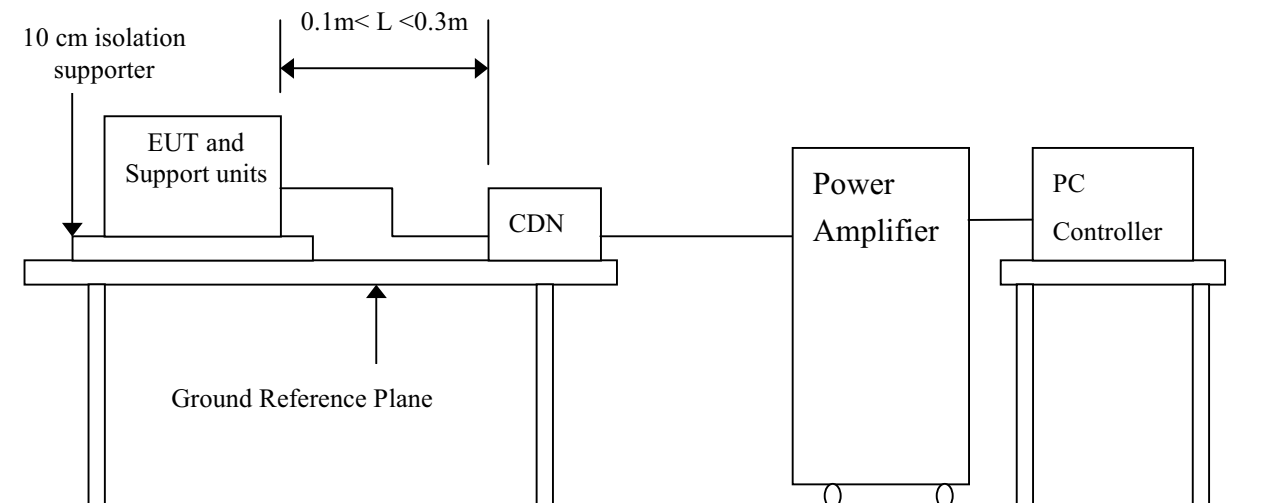 0.1m< L <0.3m
10 cm isolation
supporter
EUT and
Support units
CDN
Power
Amplifier
PC
Controller
Ground Reference Plane